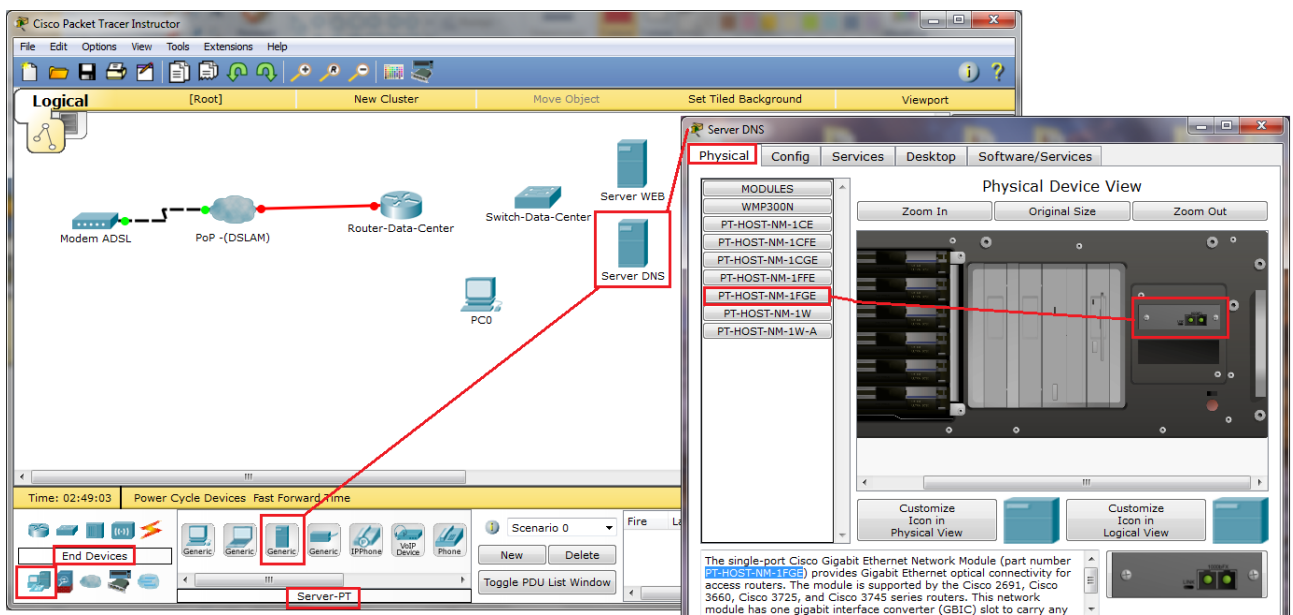 Cisco Packet Tracer Instructor
File Edit Options View Tools Extensions Help
Logical [Root] New Cluster Move Object Set Tiled Background Viewport
Modem ADSL
PoP -(DSLAM)
Router-Data-Center
Switch-Data-Center
Server WEB
Server DNS
PC0
Time: 02:49:03 Power Cycle Devices Fast Forward Time
End Devices
Generic Generic Generic Generic IPPhone VoIP Device Phone
Server-PT
Scenario 0
New Delete
Toggle PDU List Window
Fire
Server DNS
Physical Config Services Desktop Software/Services
MODULES
WMP300N
PT-HOST-NM-1CE
PT-HOST-NM-1CFE
PT-HOST-NM-1CGE
PT-HOST-NM-1FFE
PT-HOST-NM-1FGE
PT-HOST-NM-1W
PT-HOST-NM-1W-A
Physical Device View
Zoom In Original Size Zoom Out
Customize
Icon in
Physical View
Customize
Icon in
Logical View
The single-port Cisco Gigabit Ethernet Network Module (part number
PT-HOST-NM-1FGE) provides Gigabit Ethernet optical connectivity for
access routers. The module is supported by the Cisco 2691, Cisco
3660, Cisco 3725, and Cisco 3745 series routers. This network
module has one gigabit interface converter (GBIC) slot to carry any